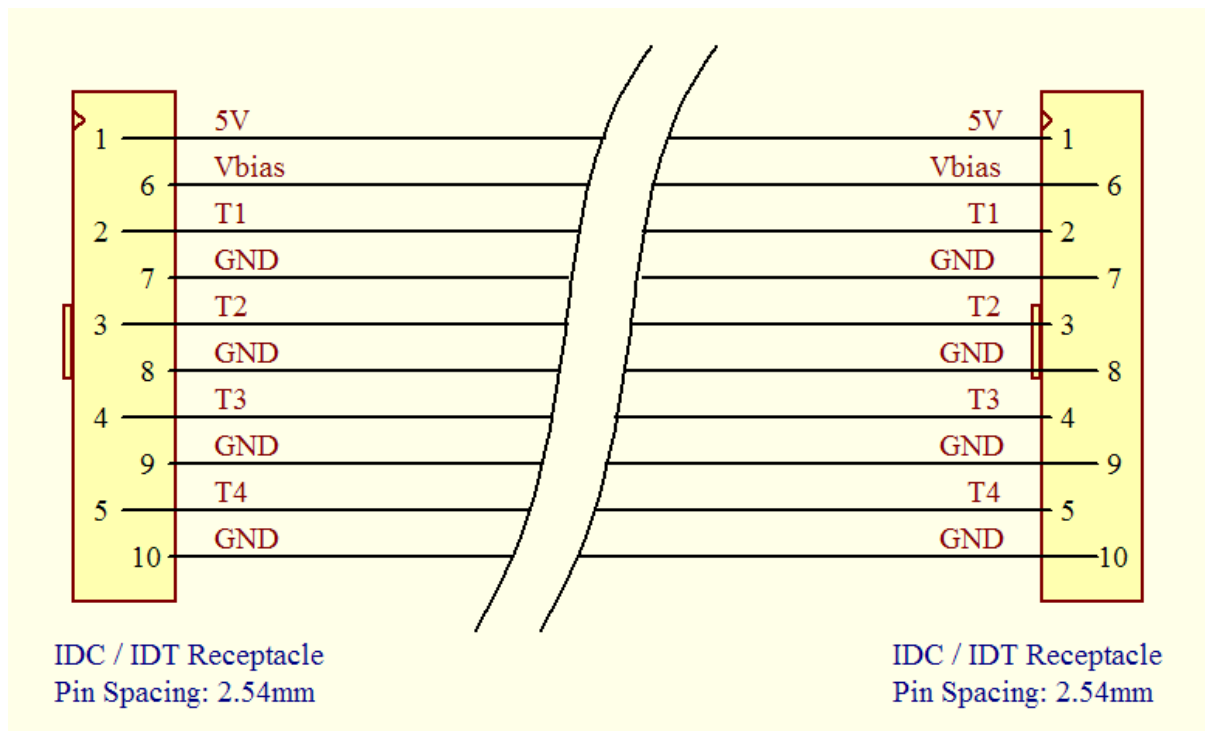 5V 5V
1 1
Vbias Vbias
6 6
T1 T1
2 2
GND GND
7 7
T2 T2
3 3
GND GND
8 8
T3 T3
4 4
GND GND
9 9
T4 T4
5 5
GND GND
10 10
IDC / IDT Receptacle IDC / IDT Receptacle
Pin Spacing: 2.54mm Pin Spacing: 2.54mm